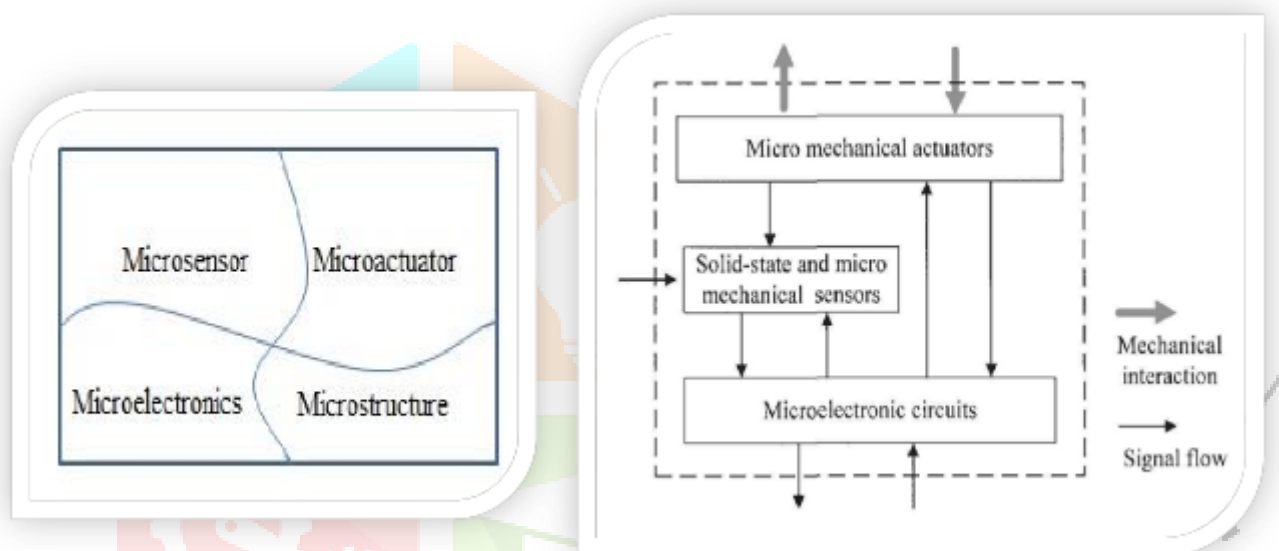 Microsensor
Microactuator
Microelectronics
Microstructure
Micro mechanical actuators
Solid-state and micro
mechanical sensors
Microelectronic circuits
Mechanical
interaction
Signal flow